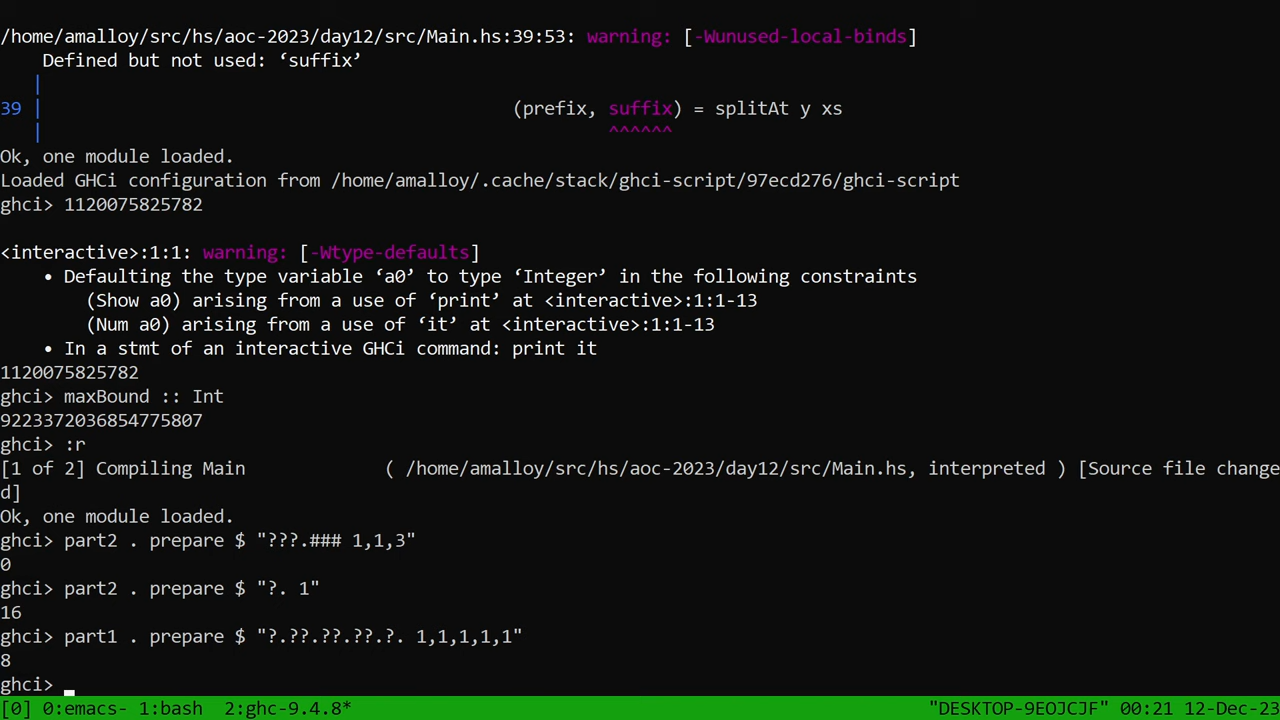 /home/amalloy/src/hs/aoc-2023/day12/src/Main.hs:39:53: warning: [-Wunused-local-binds]
    Defined but not used: ‘suffix’
   |
39 |                                            (prefix, suffix) = splitAt y xs
   |                                                     ^^^^^^
Ok, one module loaded.
Loaded GHCi configuration from /home/amalloy/.cache/stack/ghci-script/97ecd276/ghci-script
ghci> 1120075825782
<interactive>:1:1: warning: [-Wtype-defaults]
    • Defaulting the type variable ‘a0’ to type ‘Integer’ in the following constraints
        (Show a0) arising from a use of ‘print’ at <interactive>:1:1-13
        (Num a0) arising from a use of ‘it’ at <interactive>:1:1-13
    • In a stmt of an interactive GHCi command: print it
1120075825782
ghci> maxBound :: Int
9223372036854775807
ghci> :r
[1 of 2] Compiling Main             ( /home/amalloy/src/hs/aoc-2023/day12/src/Main.hs, interpreted ) [Source file change
d]
Ok, one module loaded.
ghci> part2 . prepare $ "???.### 1,1,3"
0
ghci> part2 . prepare $ "?. 1"
16
ghci> part1 . prepare $ "?.??.??.??.?. 1,1,1,1,1"
8
ghci>
[0] 0:emacs- 1:bash  2:ghc-9.4.8* "DESKTOP-9EOJCJF" 00:21 12-Dec-23